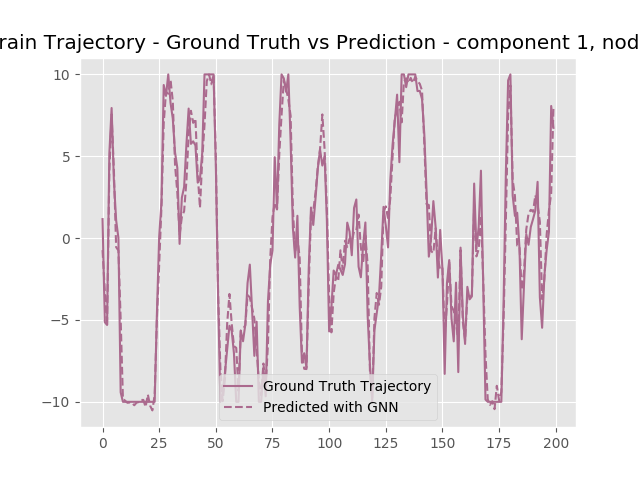 rain Trajectory - Ground Truth vs Prediction - component 1, nod
10
5
0
−5
−10
Ground Truth Trajectory
Predicted with GNN
0 25 50 75 100 125 150 175 200